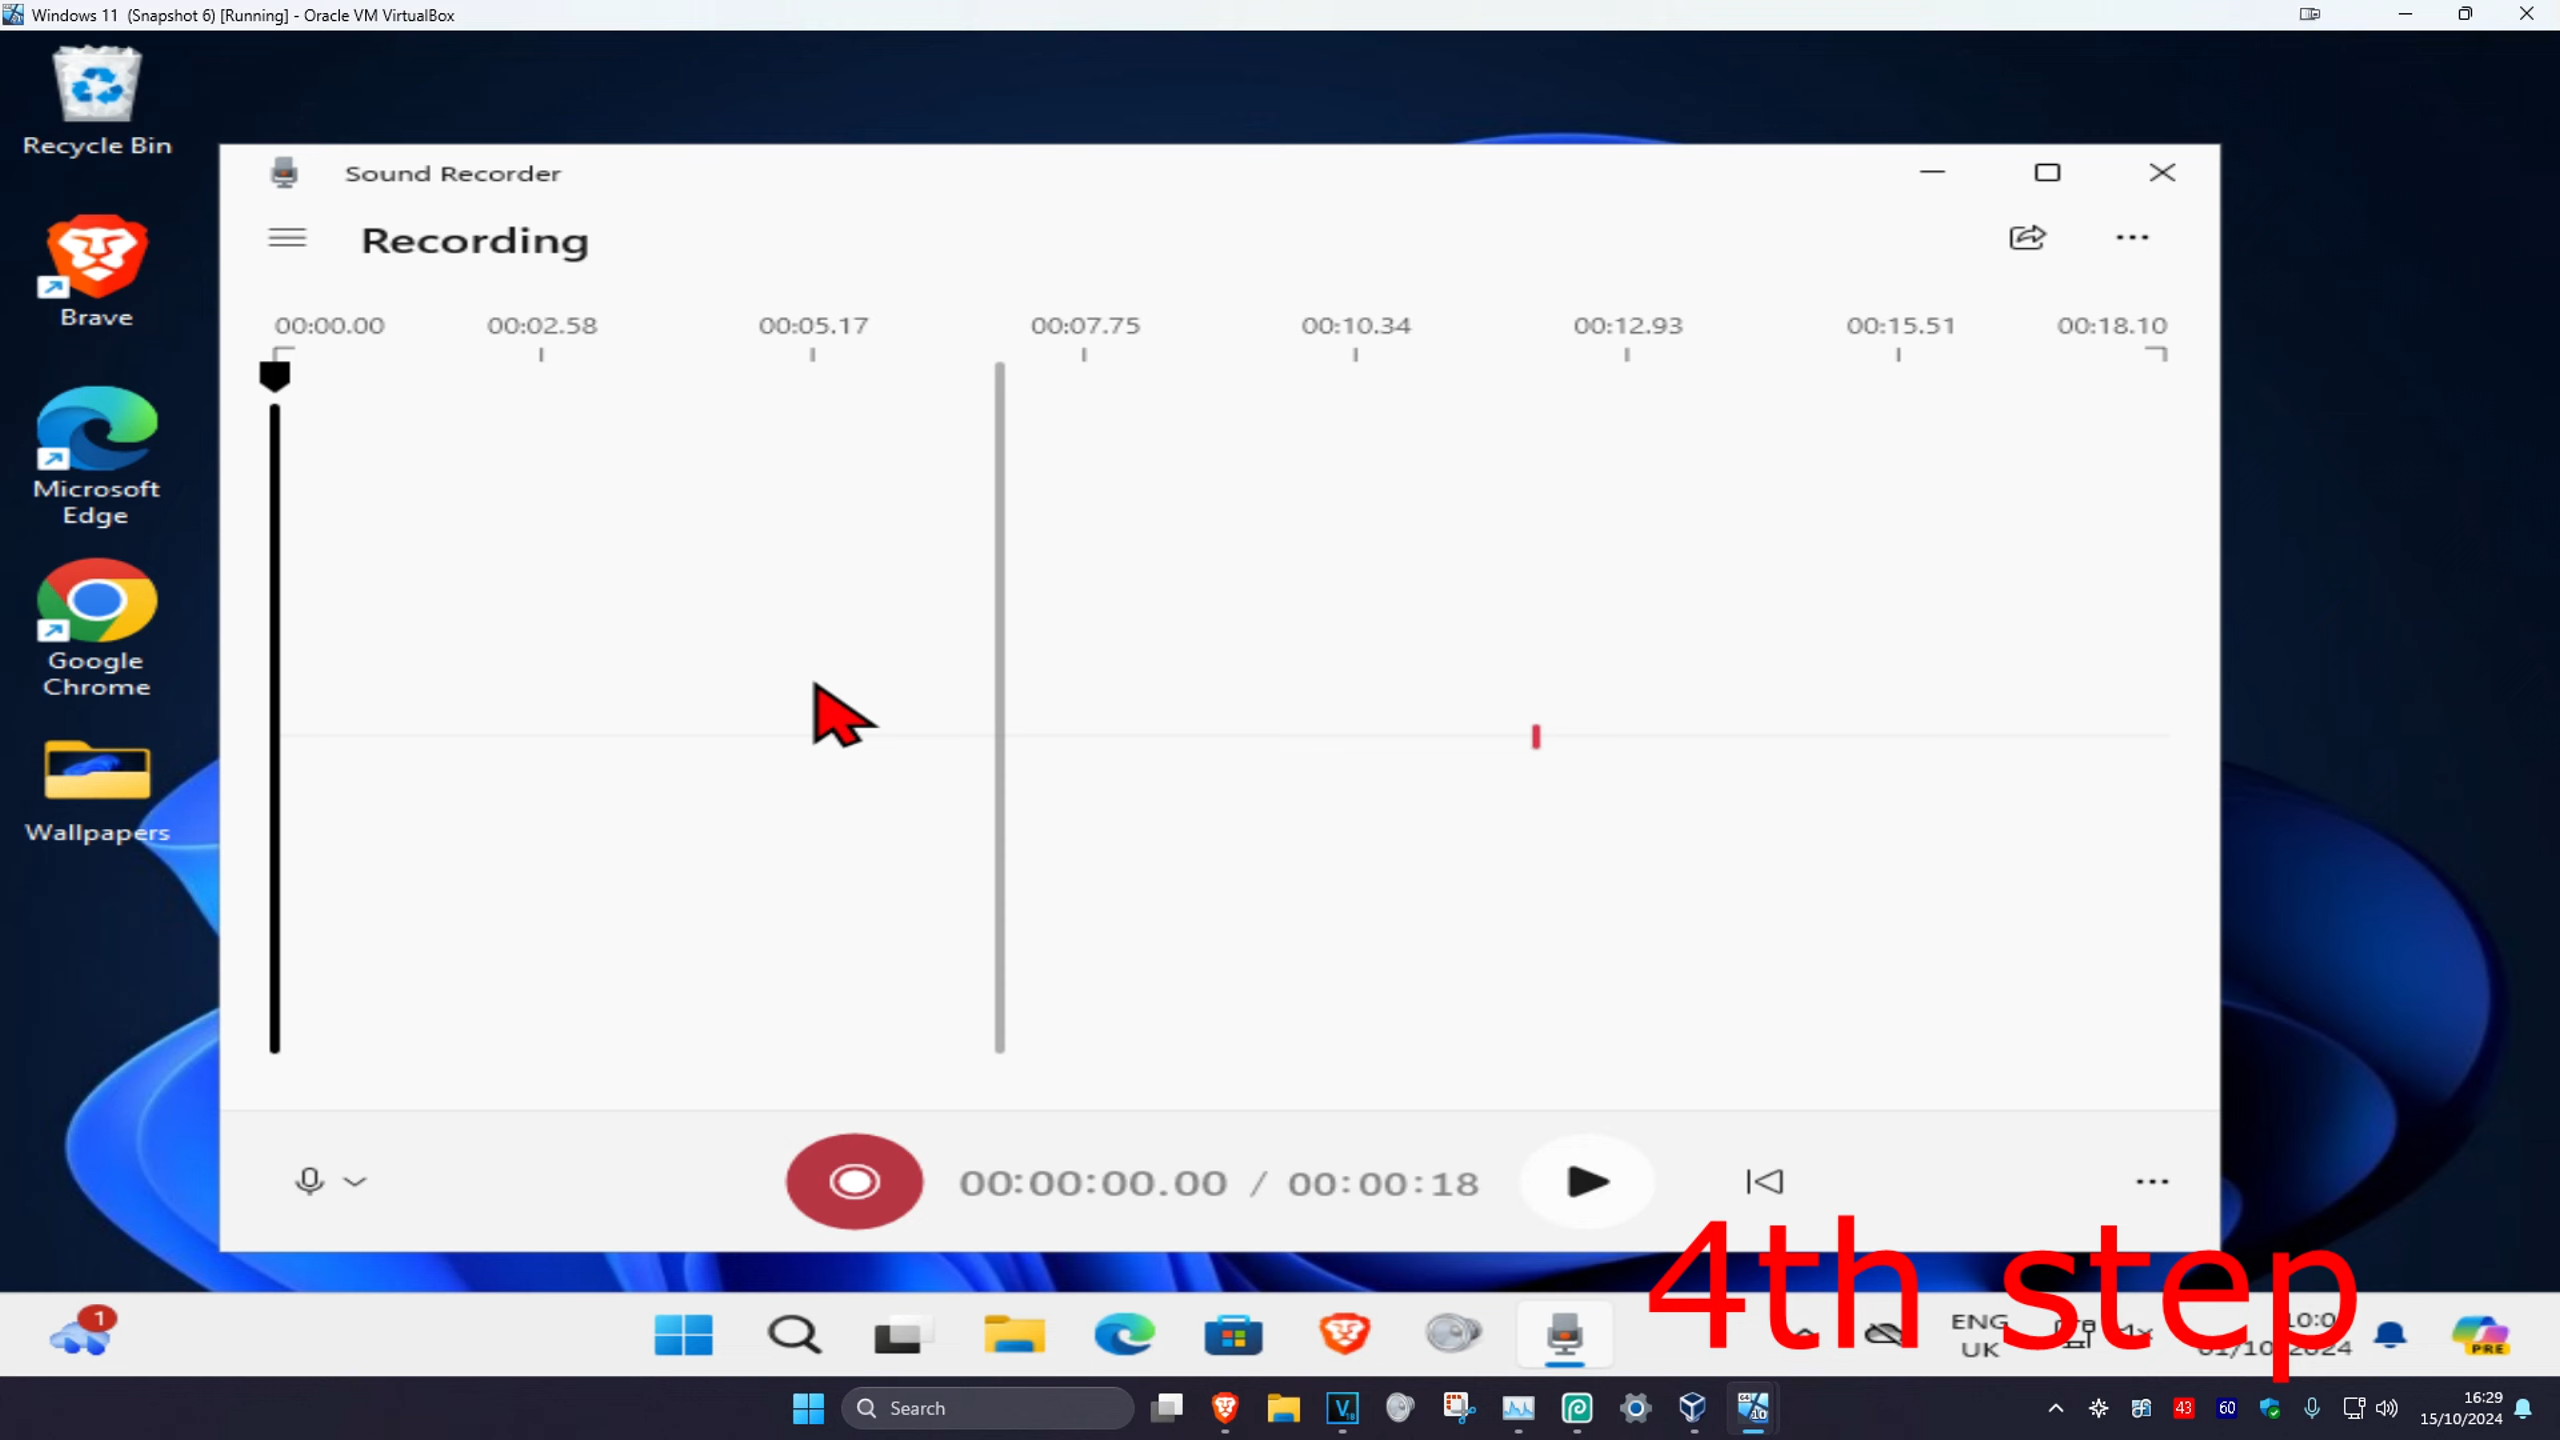 Windows 11 (Snapshot 6) [Running] - Oracle VM VirtualBox
Recycle Bin
Sound Recorder
Recording
Brave
00:00.00 00:02.58 00:05.17 00:07.75 00:10.34 00:12.93 00:15.51 00:18.10
Microsoft
Edge
Google
Chrome
Wallpapers
00:00:00.00 / 00:00:18
4th step
1
ENG
UK
PRE
Search
V
18
10
43
60
16:29
15/10/2024